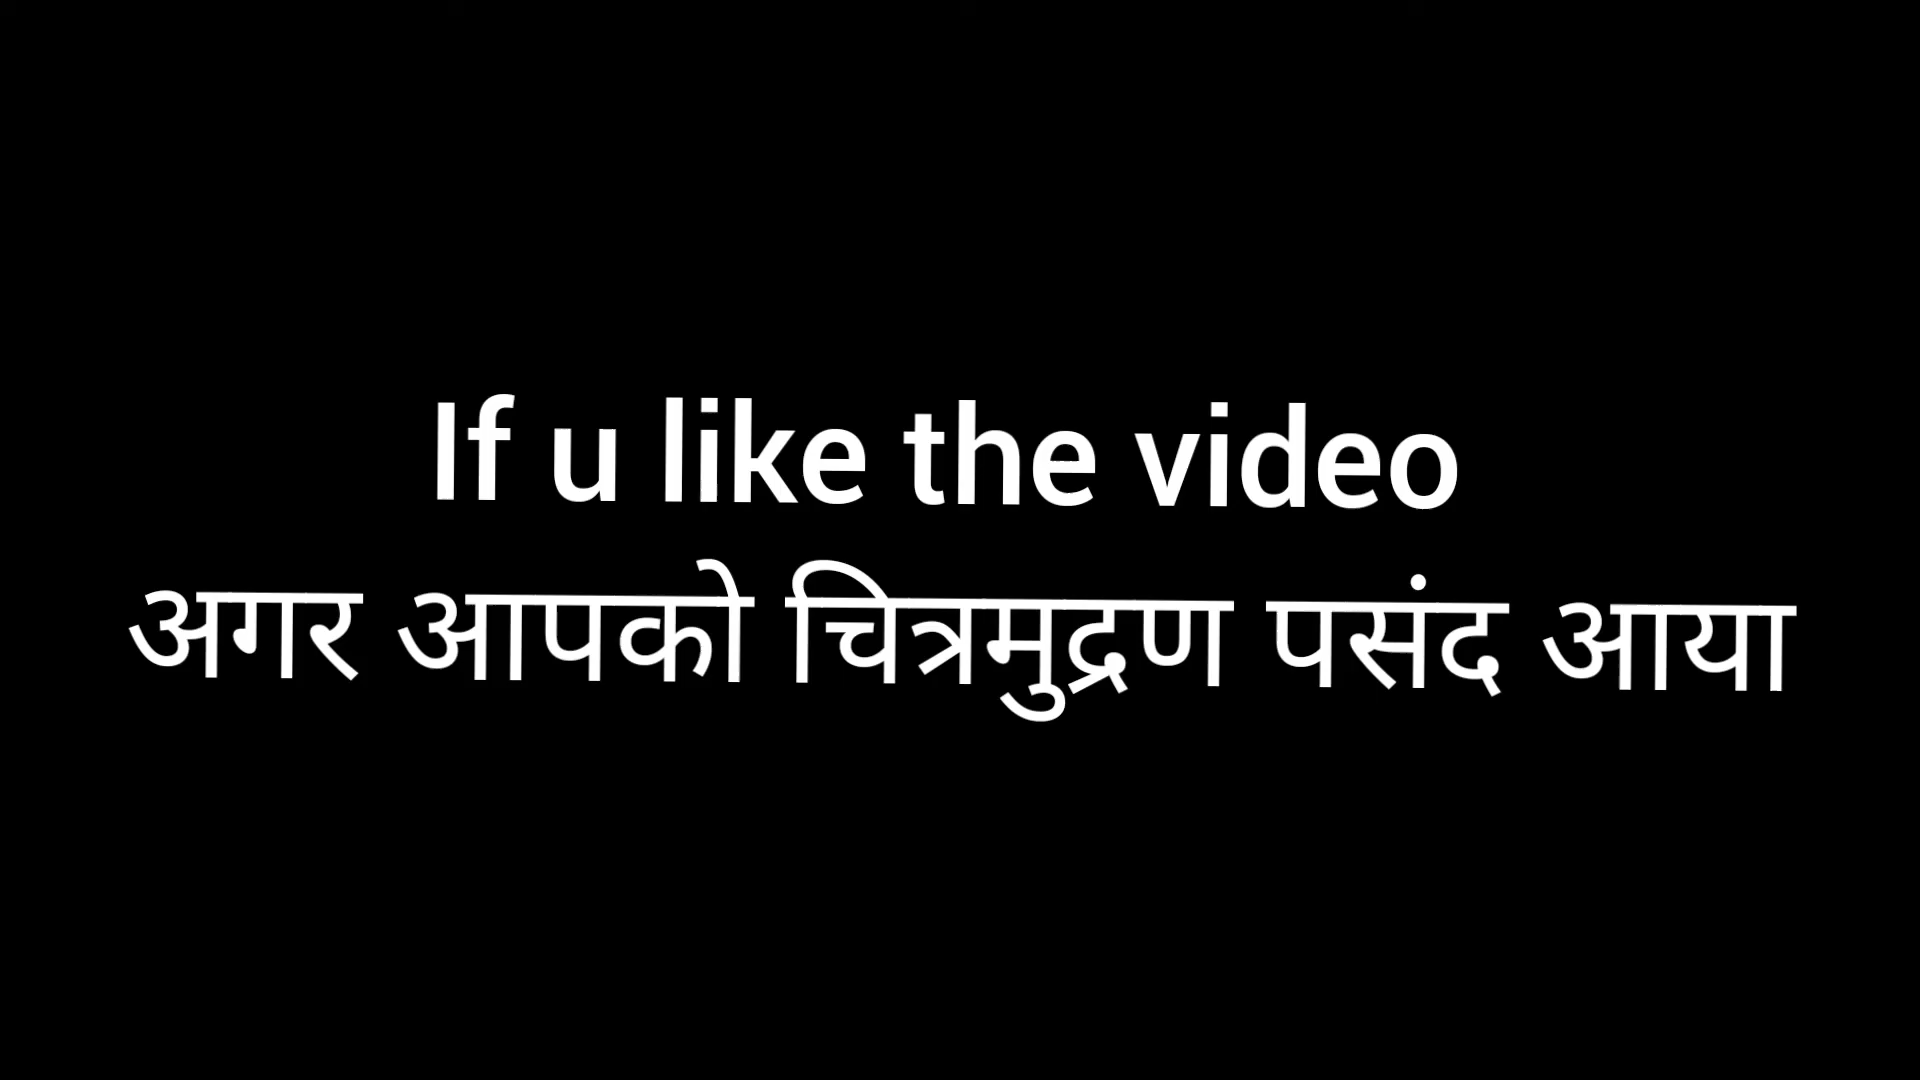 If u like the video
अगर आपको चित्रमुद्रण पसंद आया